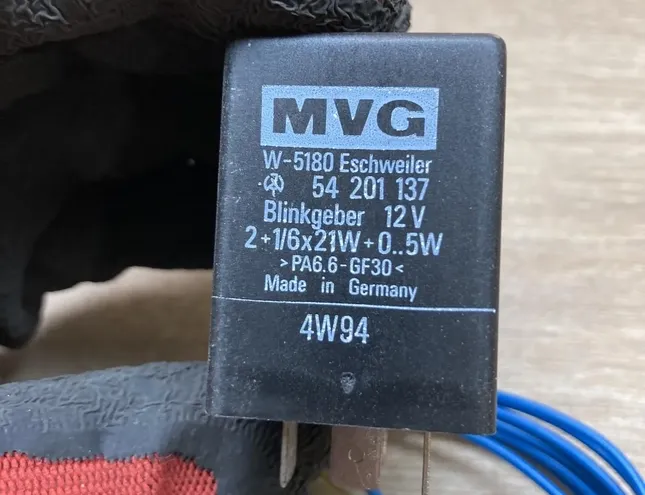 MVG
W-5180 Eschweiler
54 201 137
Blinkgeber 12V
2+1/6x21W+0..5W
>PA6.6-GF30<
Made in Germany
4W94